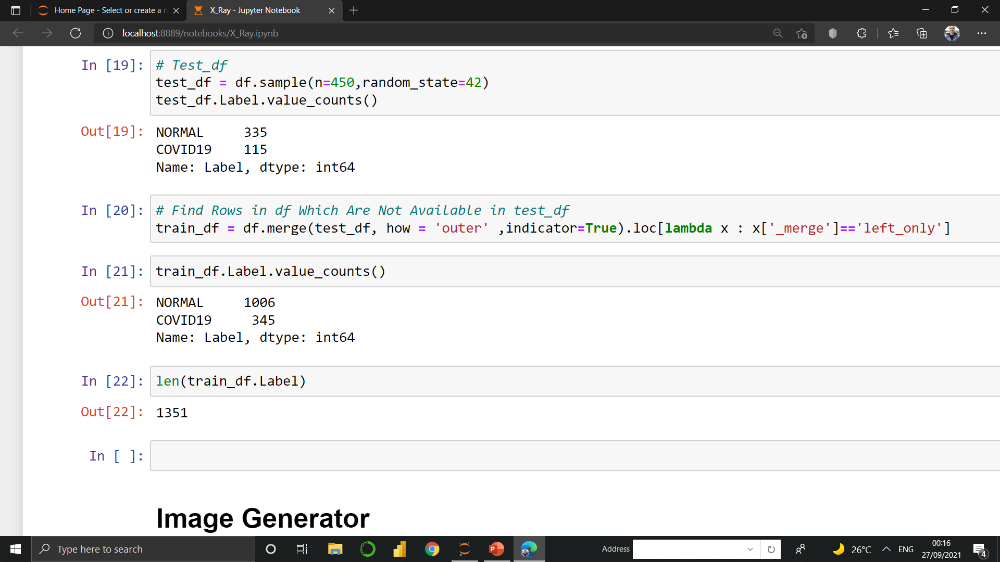 Home Page - Select or create a n
X_Ray - Jupyter Notebook
localhost:8889/notebooks/X_Ray.ipynb
In [19]:
# Test_df
test_df = df.sample(n=450,random_state=42)
test_df.Label.value_counts()
Out[19]:
NORMAL     335
COVID19    115
Name: Label, dtype: int64
In [20]:
# Find Rows in df Which Are Not Available in test_df
train_df = df.merge(test_df, how = 'outer' ,indicator=True).loc[lambda x : x['_merge']=='left_only']
In [21]:
train_df.Label.value_counts()
Out[21]:
NORMAL     1006
COVID19     345
Name: Label, dtype: int64
In [22]:
len(train_df.Label)
Out[22]:
1351
In [ ]:
Image Generator
Type here to search
P
Address
26°C
ENG
00:16
27/09/2021
4